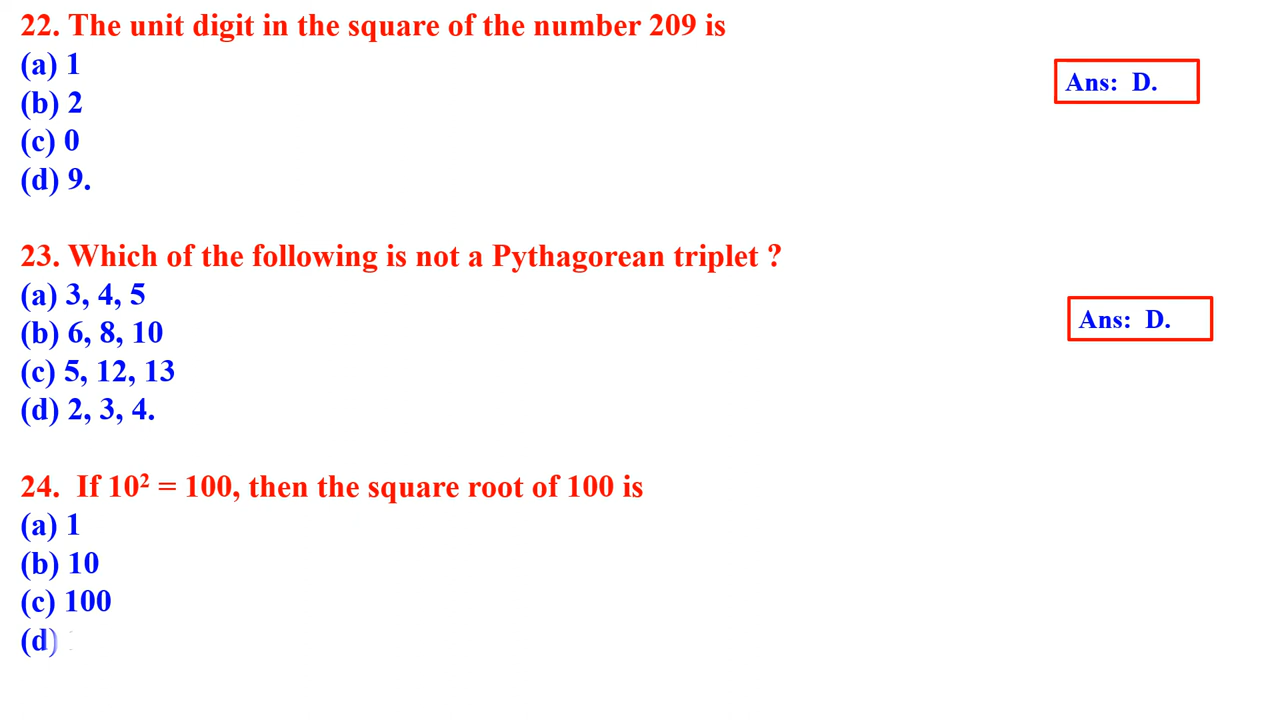 22. The unit digit in the square of the number 209 is
(a) 1
Ans: D.
(b) 2
(c) 0
(d) 9.
23. Which of the following is not a Pythagorean triplet ?
(a) 3, 4, 5
Ans: D.
(b) 6, 8, 10
(c) 5, 12, 13
(d) 2, 3, 4.
24. If 10² = 100, then the square root of 100 is
(a) 1
(b) 10
(c) 100
(d)